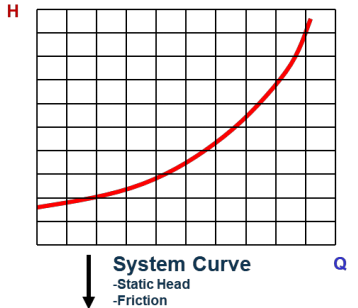 H
Q
System Curve
-Static Head
-Friction